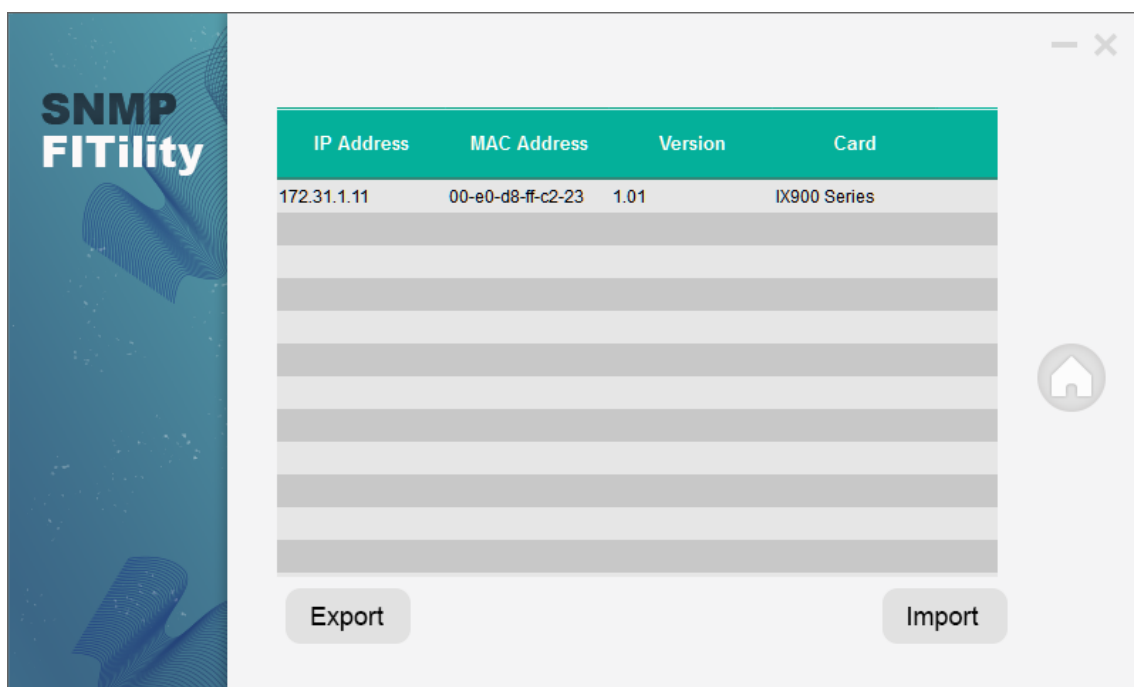 SNMP
FITility
IP Address MAC Address Version Card
172.31.1.11 00-e0-d8-ff-c2-23 1.01 IX900 Series
Export Import